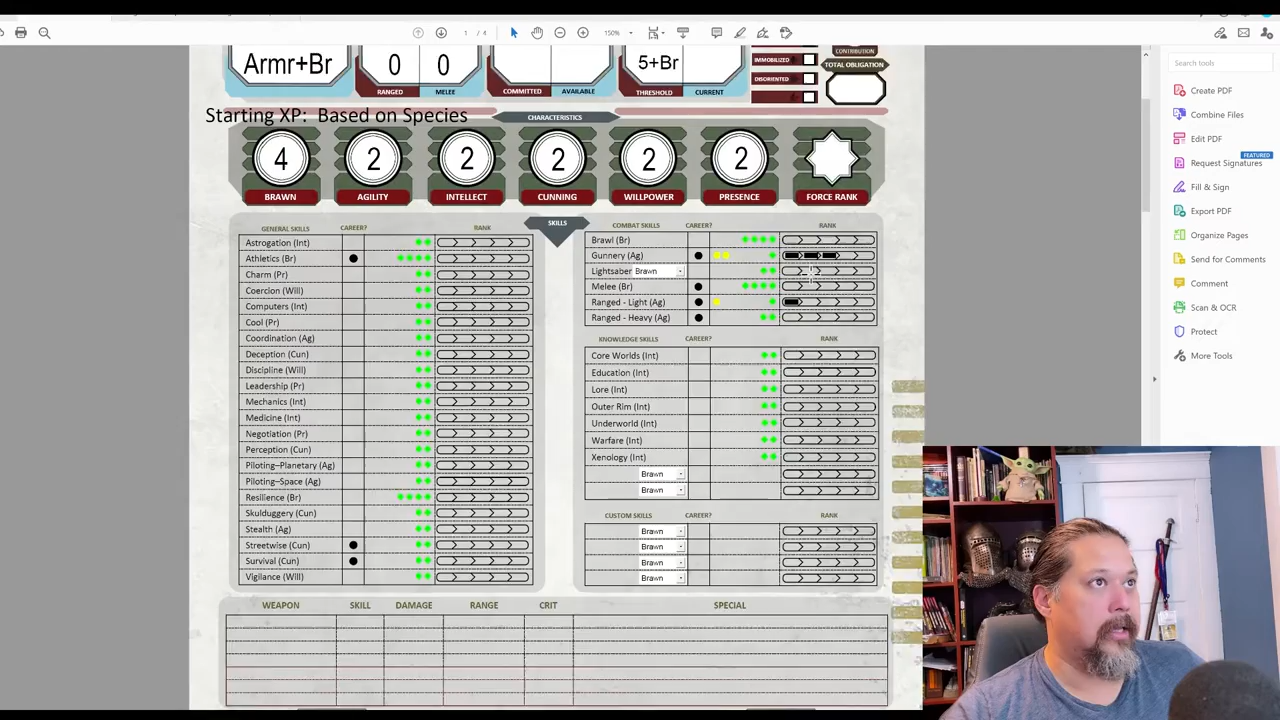 1 / 4
150%
Search tools
Create PDF
Combine Files
Edit PDF
FEATURED
Request Signatures
Fill & Sign
Export PDF
Organize Pages
Send for Comments
Comment
Scan & OCR
Protect
More Tools
Armr+Br
0 0
5+Br
RANGED MELEE
COMMITTED AVAILABLE
THRESHOLD CURRENT
IMMOBILIZED
DISORIENTED
CONTRIBUTION
TOTAL OBLIGATION
Starting XP: Based on Species
CHARACTERISTICS
4 2 2 2 2 2
BRAWN AGILITY INTELLECT CUNNING WILLPOWER PRESENCE FORCE RANK
SKILLS
GENERAL SKILLS CAREER? RANK
Astrogation (Int)
Athletics (Br)
Charm (Pr)
Coercion (Will)
Computers (Int)
Cool (Pr)
Coordination (Ag)
Deception (Cun)
Discipline (Will)
Leadership (Pr)
Mechanics (Int)
Medicine (Int)
Negotiation (Pr)
Perception (Cun)
Piloting–Planetary (Ag)
Piloting–Space (Ag)
Resilience (Br)
Skulduggery (Cun)
Stealth (Ag)
Streetwise (Cun)
Survival (Cun)
Vigilance (Will)
COMBAT SKILLS CAREER? RANK
Brawl (Br)
Gunnery (Ag)
Lightsaber Brawn
Melee (Br)
Ranged - Light (Ag)
Ranged - Heavy (Ag)
KNOWLEDGE SKILLS CAREER? RANK
Core Worlds (Int)
Education (Int)
Lore (Int)
Outer Rim (Int)
Underworld (Int)
Warfare (Int)
Xenology (Int)
Brawn
Brawn
CUSTOM SKILLS CAREER? RANK
Brawn
Brawn
Brawn
Brawn
WEAPON SKILL DAMAGE RANGE CRIT SPECIAL